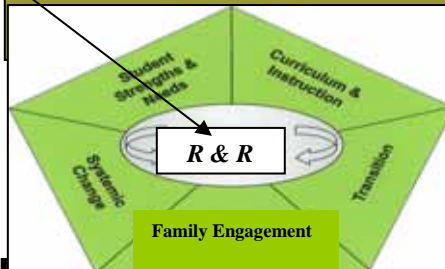 Student
Strengths &
Needs
Curriculum &
Instruction
R & R
Systemic
Change
Transition
Family Engagement